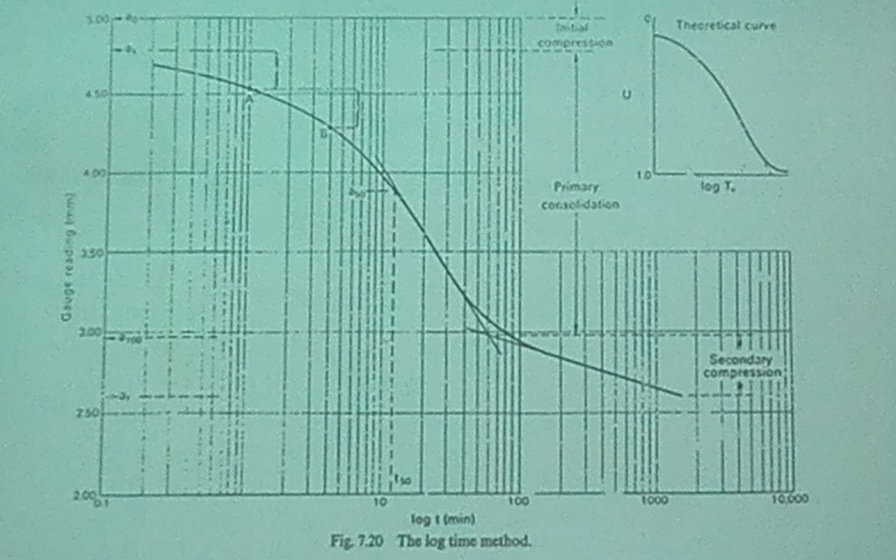 5.00
a₀
a₁
4.50
A
B
4.00
a₅₀
Gauge reading (mm)
3.50
3.00
a₁₀₀
a_f
2.50
2.00
0.1
10
100
1000
10,000
t₅₀
log t (min)
Initial
compression
Primary
consolidation
Secondary
compression
Theoretical curve
0
U
1.0
log Tᵥ
Fig. 7.20 The log time method.